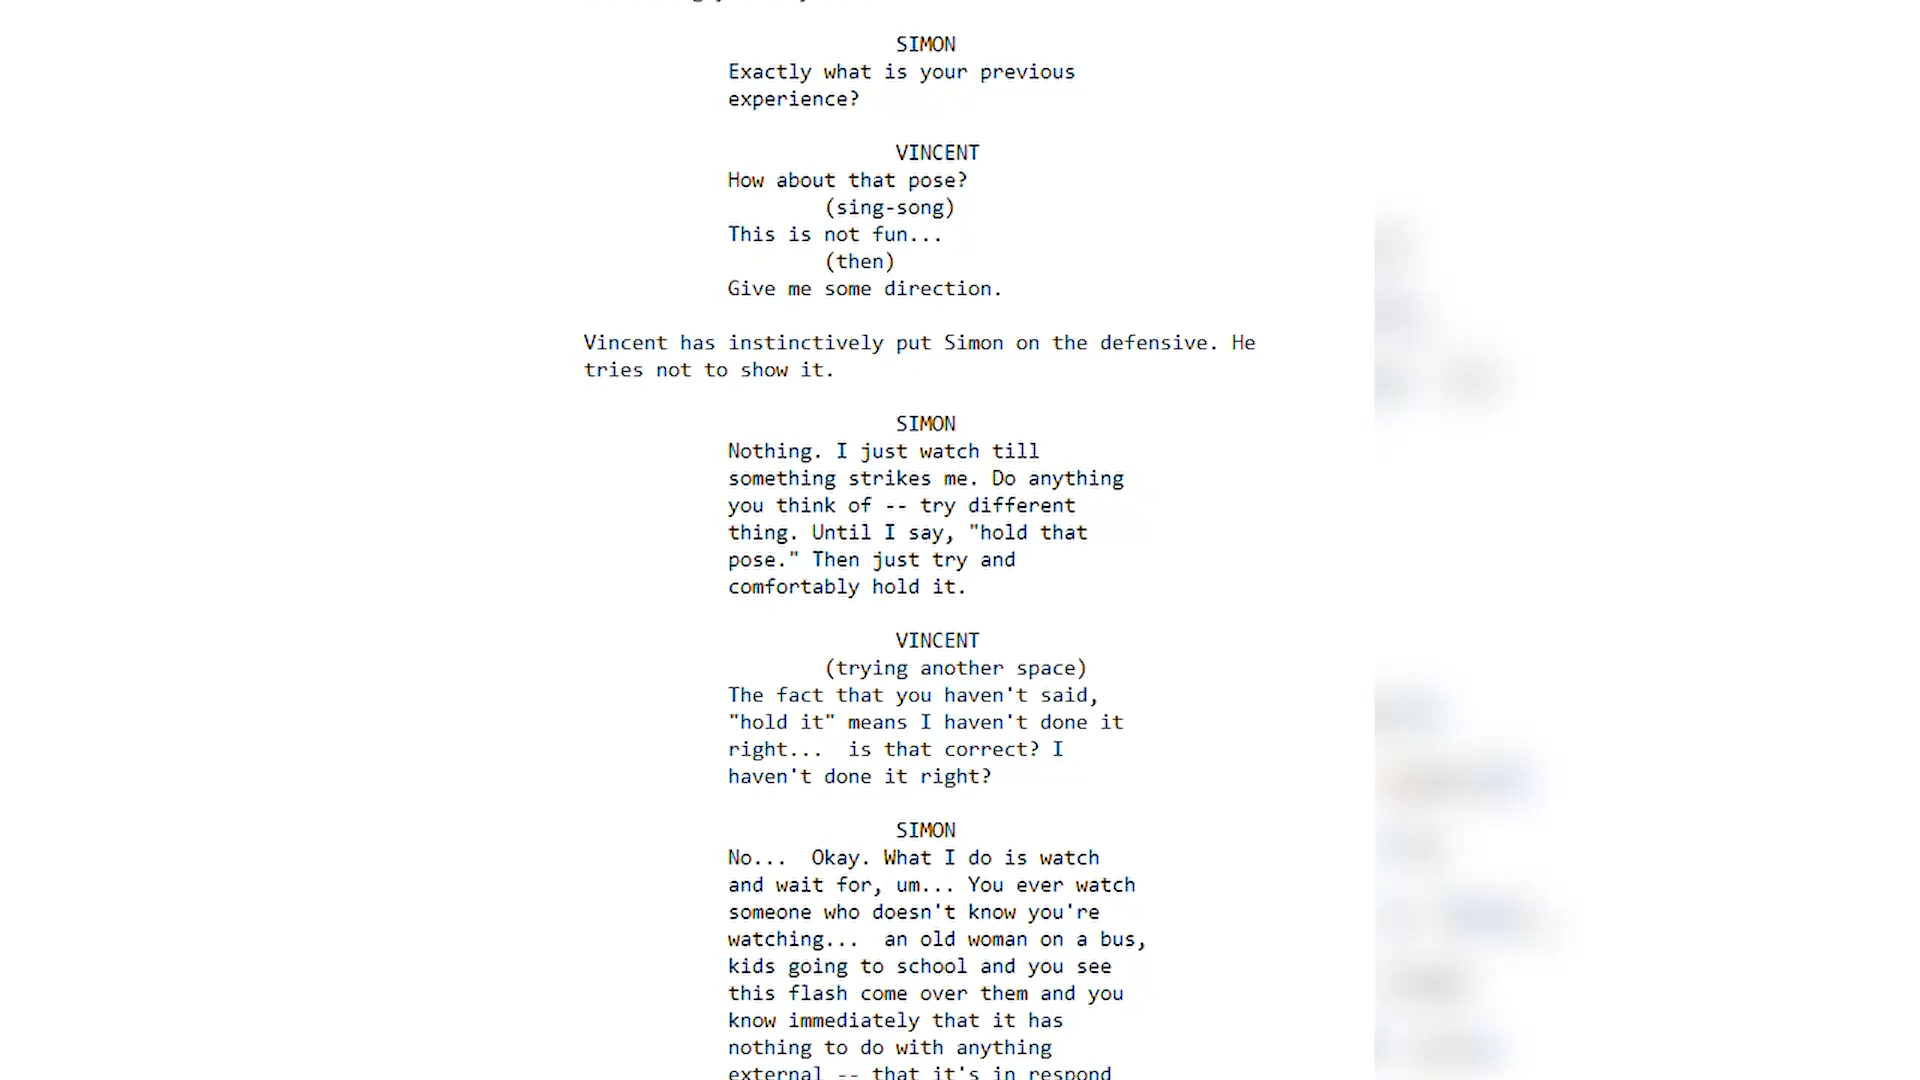 SIMON
Exactly what is your previous
experience?
VINCENT
How about that pose?
(sing-song)
This is not fun...
(then)
Give me some direction.
Vincent has instinctively put Simon on the defensive. He
tries not to show it.
SIMON
Nothing. I just watch till
something strikes me. Do anything
you think of -- try different
thing. Until I say, "hold that
pose." Then just try and
comfortably hold it.
VINCENT
(trying another space)
The fact that you haven't said,
"hold it" means I haven't done it
right...  is that correct? I
haven't done it right?
SIMON
No...  Okay. What I do is watch
and wait for, um... You ever watch
someone who doesn't know you're
watching...  an old woman on a bus,
kids going to school and you see
this flash come over them and you
know immediately that it has
nothing to do with anything
external -- that it's in respond